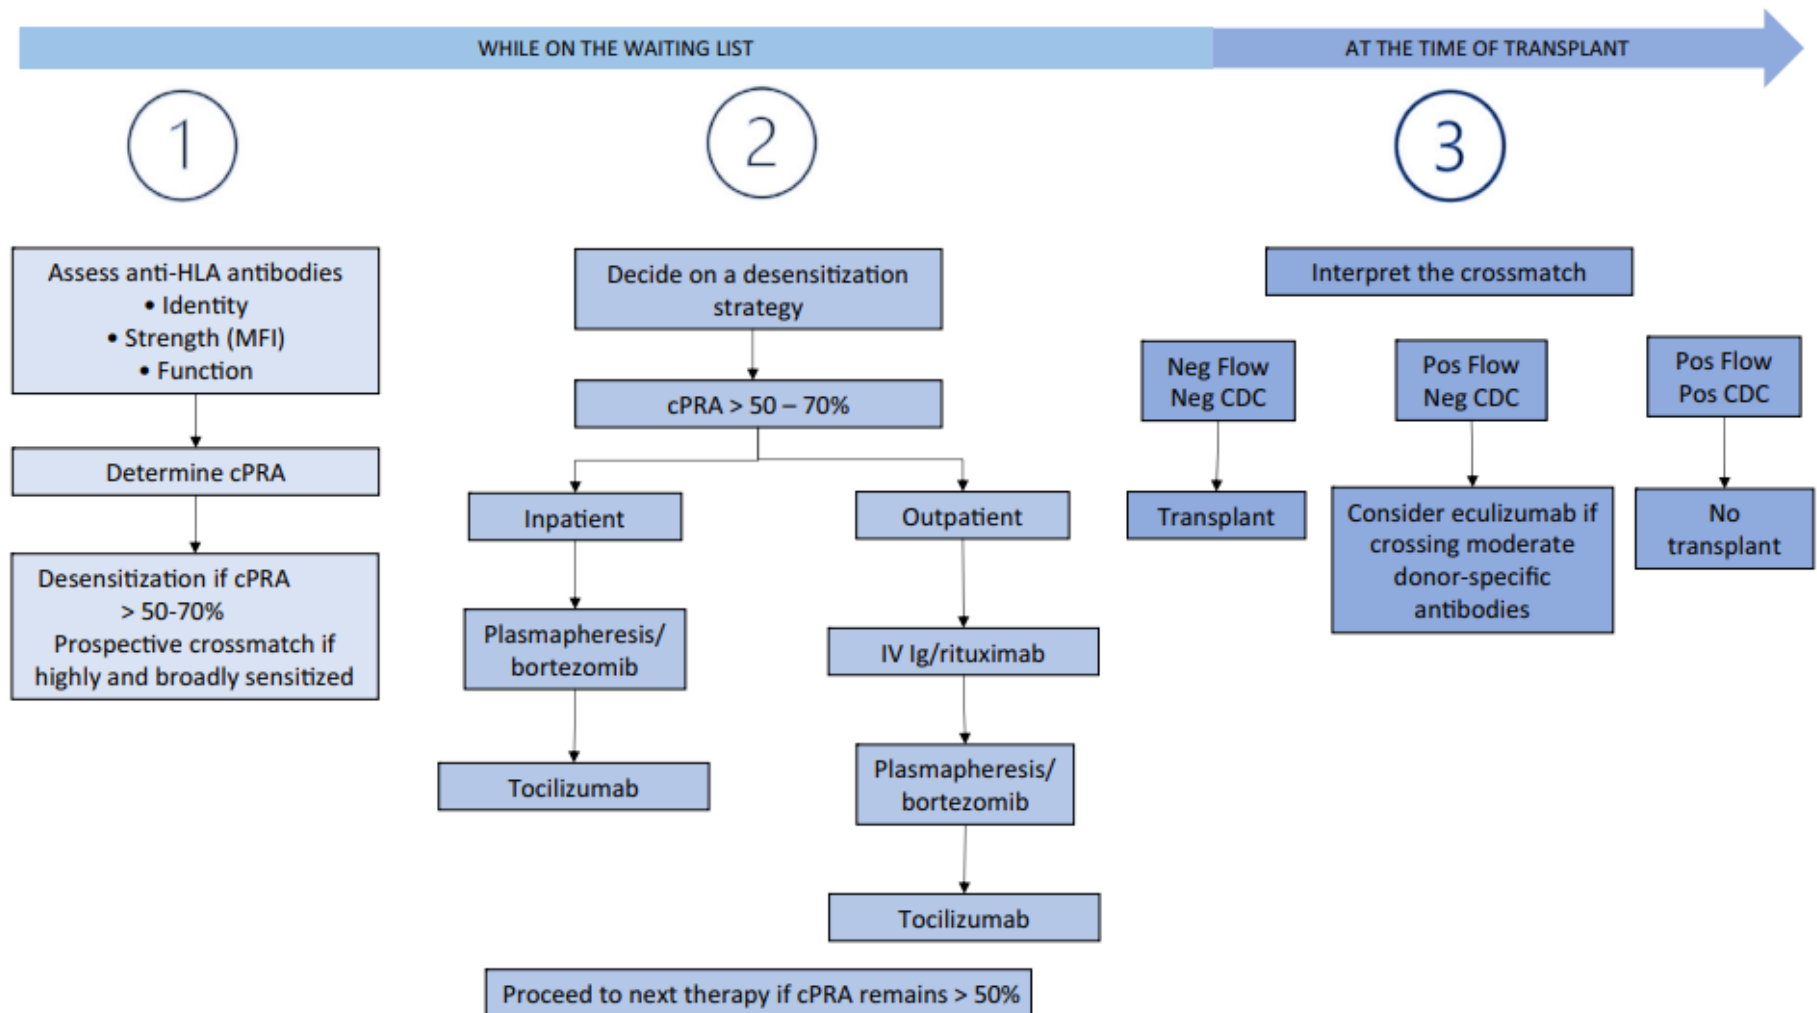 WHILE ON THE WAITING LIST
AT THE TIME OF TRANSPLANT
1
2
3
Assess anti-HLA antibodies
• Identity
• Strength (MFI)
• Function
Determine cPRA
Desensitization if cPRA
> 50-70%
Prospective crossmatch if
highly and broadly sensitized
Decide on a desensitization
strategy
cPRA > 50 – 70%
Inpatient
Plasmapheresis/
bortezomib
Tocilizumab
Outpatient
IV Ig/rituximab
Plasmapheresis/
bortezomib
Tocilizumab
Proceed to next therapy if cPRA remains > 50%
Interpret the crossmatch
Neg Flow
Neg CDC
Transplant
Pos Flow
Neg CDC
Consider eculizumab if
crossing moderate
donor-specific
antibodies
Pos Flow
Pos CDC
No
transplant